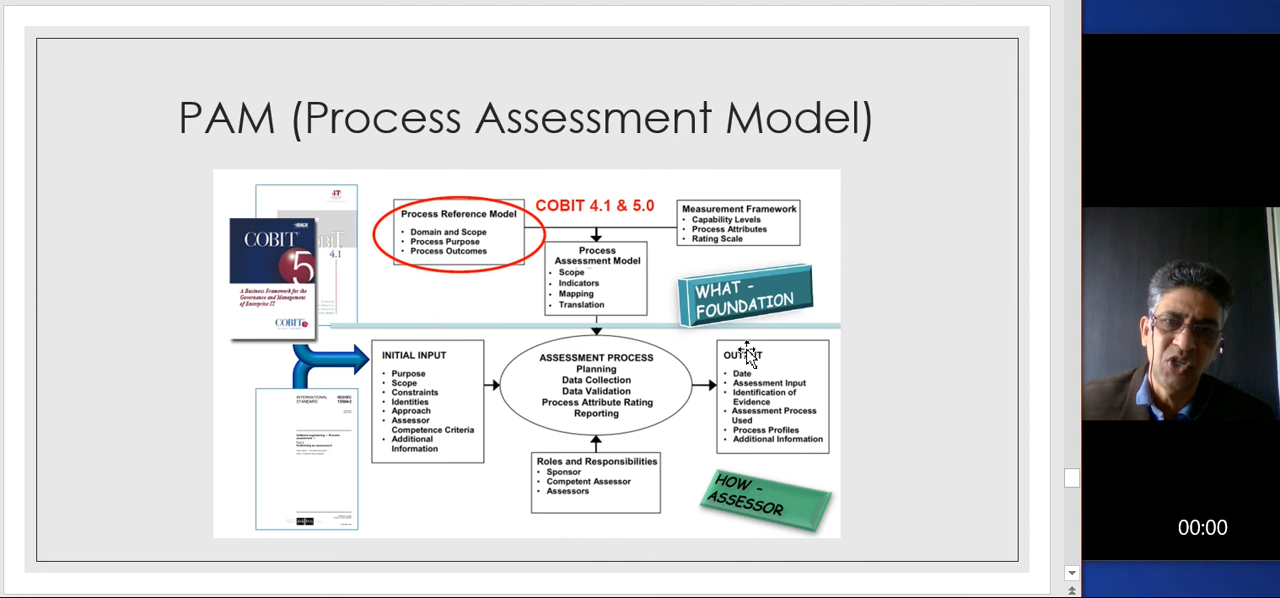 PAM (Process Assessment Model)
COBIT 4.1 & 5.0
Process Reference Model
• Domain and Scope
• Process Purpose
• Process Outcomes
Measurement Framework
• Capability Levels
• Process Attributes
• Rating Scale
Process
Assessment Model
• Scope
• Indicators
• Mapping
• Translation
WHAT -
FOUNDATION
COBIT
5
A Business Framework for the
Governance and Management
of Enterprise IT
COBIT
4.1
INITIAL INPUT
• Purpose
• Scope
• Constraints
• Identities
• Approach
• Assessor
Competence Criteria
• Additional
Information
ASSESSMENT PROCESS
Planning
Data Collection
Data Validation
Process Attribute Rating
Reporting
• Date
• Assessment Input
• Identification of
Evidence
• Assessment Process
Used
• Process Profiles
• Additional Information
Roles and Responsibilities
• Sponsor
• Competent Assessor
• Assessors
HOW -
ASSESSOR
INTERNATIONAL
STANDARD
00:00